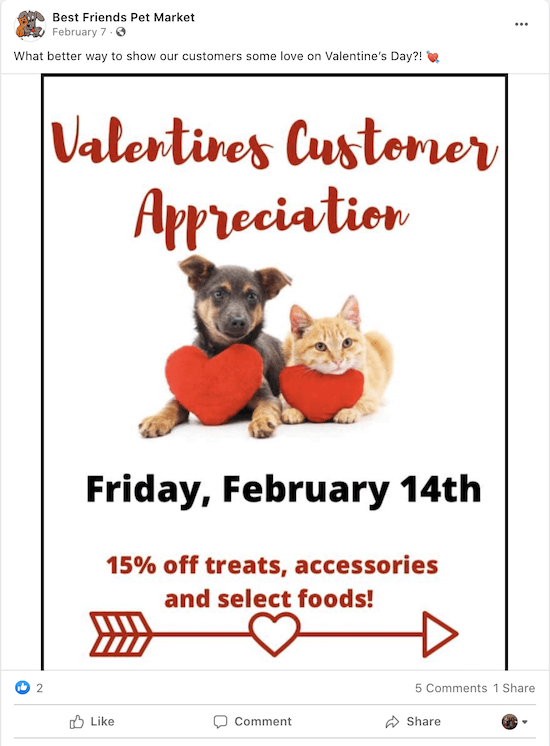 Best Friends Pet Market
February 7
What better way to show our customers some love on Valentine's Day?! 💘
Valentines Customer
Appreciation
Friday, February 14th
15% off treats, accessories
and select foods!
2
5 Comments 1 Share
Like Comment Share